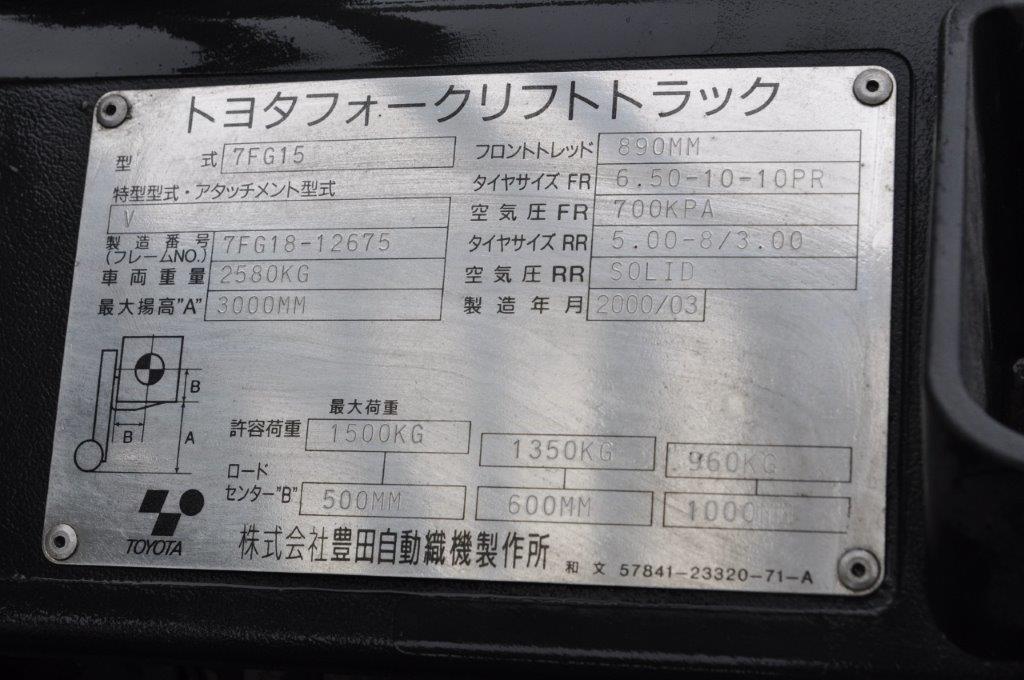 トヨタフォークリフトトラック
型式 7FG15
特型型式・アタッチメント型式
V
製造番号 (フレームNO.) 7FG18-12675
車両重量 2580KG
最大揚高"A" 3000MM
フロントトレッド 890MM
タイヤサイズ FR 6.50-10-10PR
空気圧 FR 700KPA
タイヤサイズ RR 5.00-8/3.00
空気圧 RR SOLID
製造年月 2000/03
B
B
A
最大荷重
許容荷重 1500KG 1350KG 960KG
ロード
センター"B" 500MM 600MM 1000MM
TOYOTA
株式会社豊田自動織機製作所
和文 57841-23320-71-A